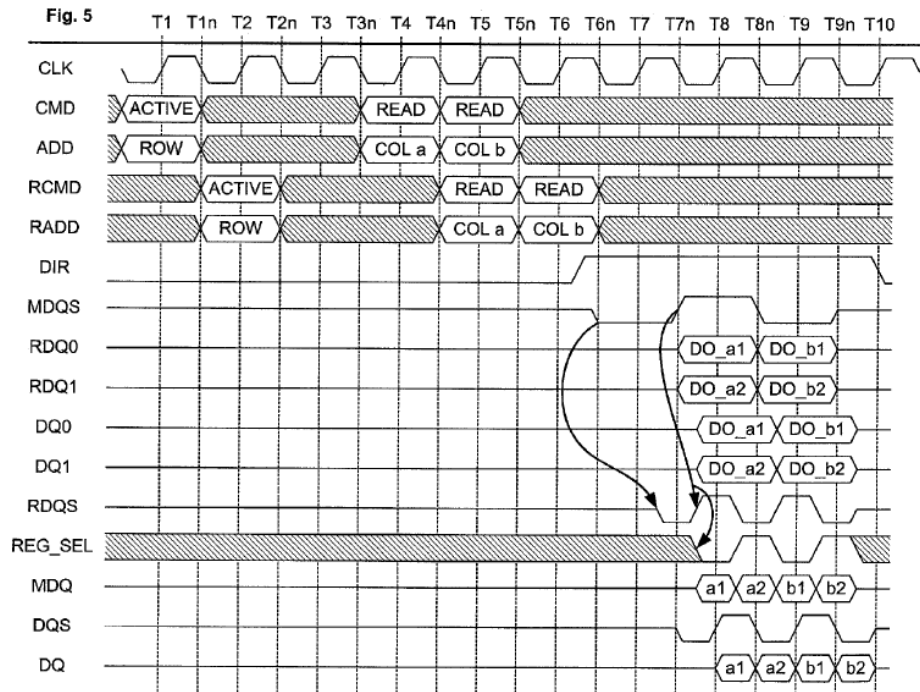 Fig. 5 T1 T1n T2 T2n T3 T3n T4 T4n T5 T5n T6 T6n T7 T7n T8 T8n T9 T9n T10
CLK
CMD ACTIVE READ READ
ADD ROW COL a COL b
RCMD ACTIVE READ READ
RADD ROW COL a COL b
DIR
MDQS
RDQ0 DO_a1 DO_b1
RDQ1 DO_a2 DO_b2
DQ0 DO_a1 DO_b1
DQ1 DO_a2 DO_b2
RDQS
REG_SEL
MDQ a1 a2 b1 b2
DQS
DQ a1 a2 b1 b2